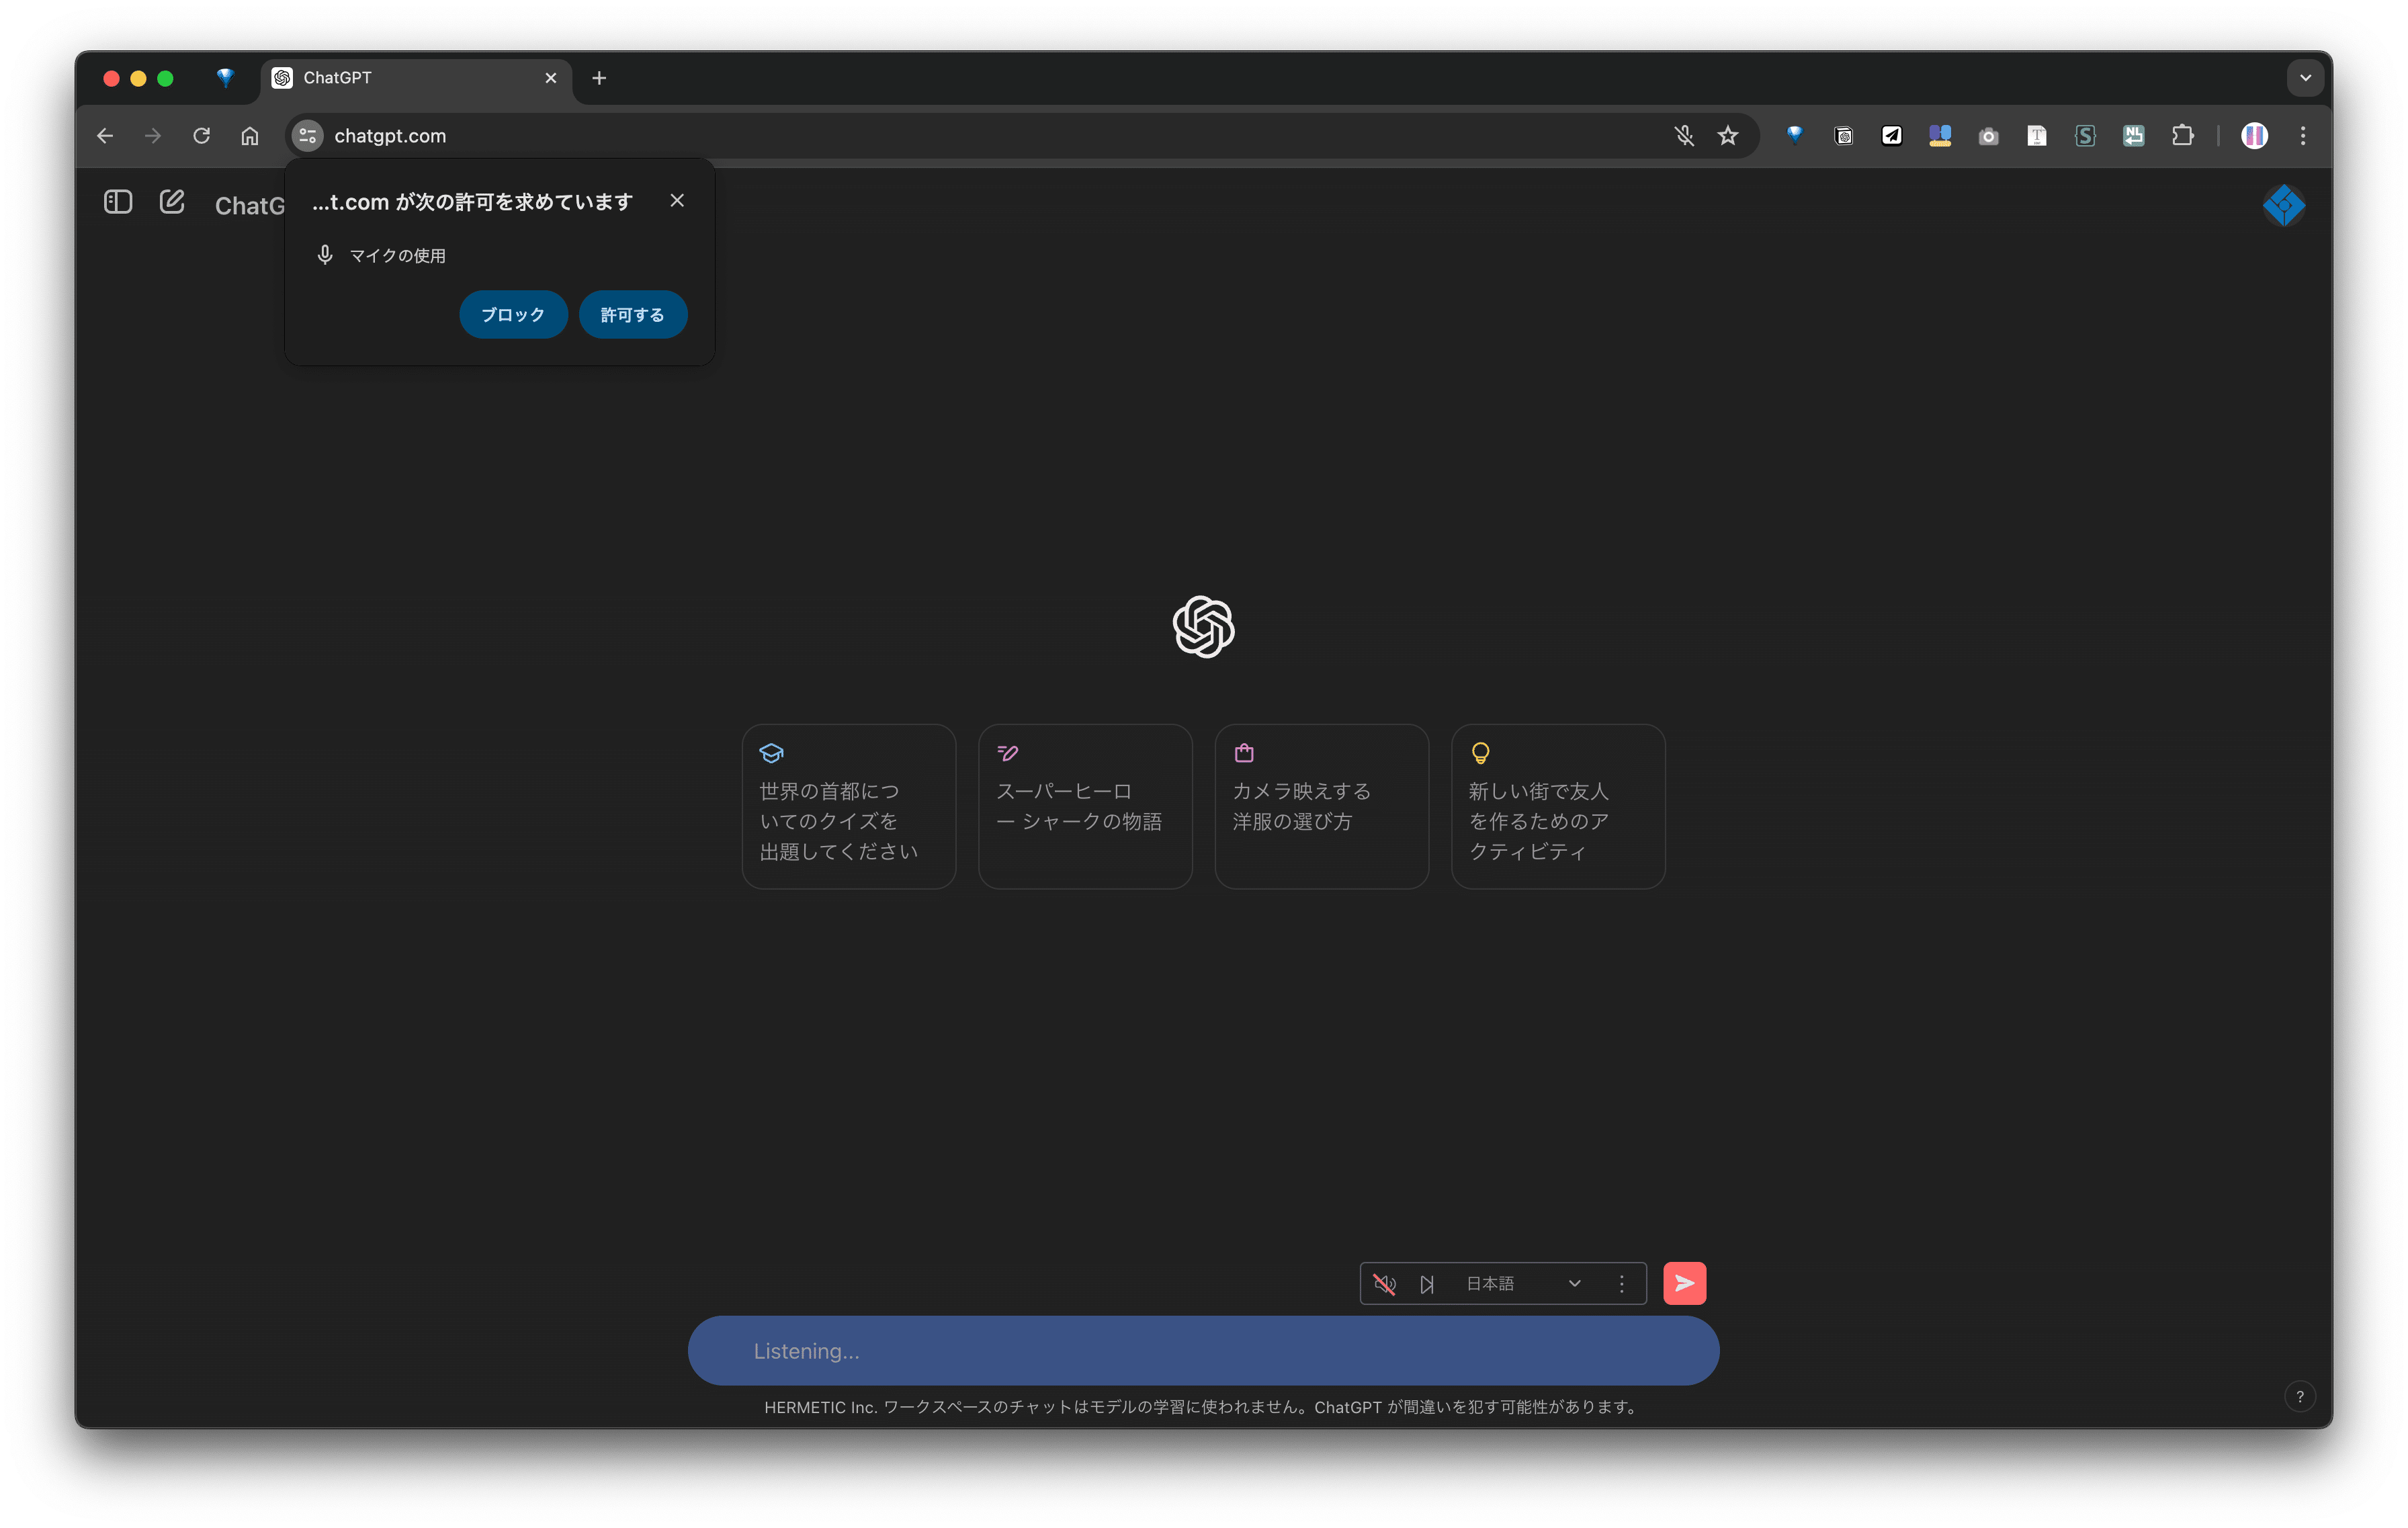 ChatGPT
chatgpt.com
ChatG
...t.com が次の許可を求めています
マイクの使用
ブロック
許可する
世界の首都につ
いてのクイズを
出題してください
スーパーヒーロ
ー シャークの物語
カメラ映えする
洋服の選び方
新しい街で友人
を作るためのア
クティビティ
日本語
Listening...
HERMETIC Inc. ワークスペースのチャットはモデルの学習に使われません。ChatGPT が間違いを犯す可能性があります。
?